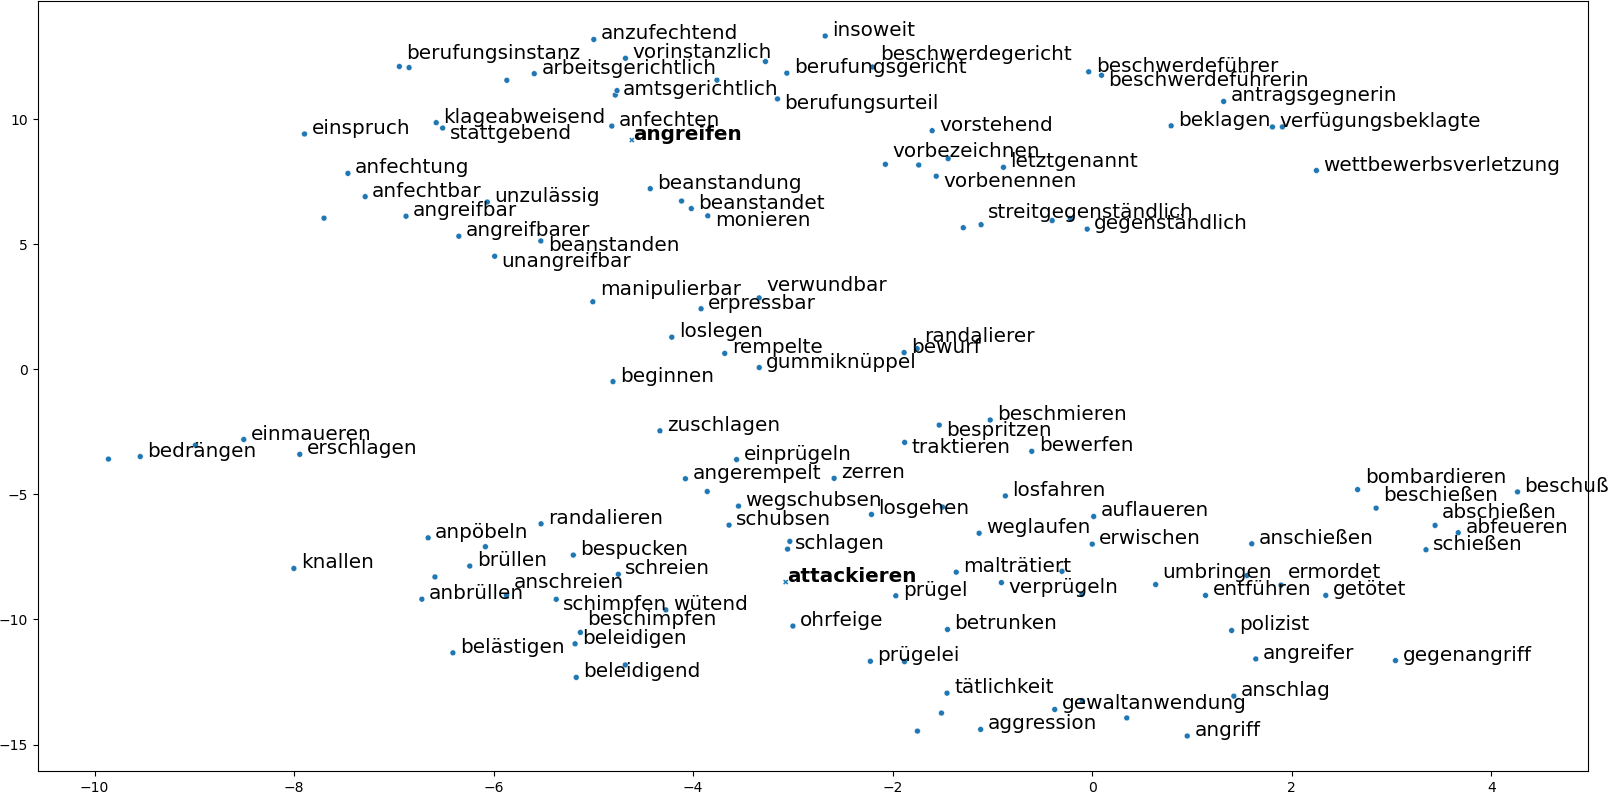 anzufechtend
insoweit
berufungsinstanz
vorinstanzlich
beschwerdegericht
arbeitsgerichtlich
berufungsgericht
beschwerdeführer
beschwerdeführerin
amtsgerichtlich
antragsgegnerin
berufungsurteil
klageabweisend
anfechten
10
einspruch
stattgebend
angreifen
vorstehend
beklagen
verfügungsbeklagte
vorbezeichnen
letztgenannt
wettbewerbsverletzung
anfechtung
beanstandung
vorbenennen
anfechtbar
unzulässig
beanstandet
angreifbar
monieren
streitgegenständlich
gegenständlich
angreifbarer
5
beanstanden
unangreifbar
manipulierbar
verwundbar
erpressbar
loslegen
randalierer
rempelte
bewurf
0
gummiknüppel
beginnen
zuschlagen
beschmieren
bespritzen
einmaueren
erschlagen
bedrängen
traktieren
bewerfen
einprügeln
angerempelt
zerren
bombardieren
−5
losfahren
beschießen
beschuß
wegschubsen
losgehen
auflaueren
abschießen
randalieren
schubsen
weglaufen
abfeueren
anpöbeln
erwischen
anschießen
schießen
bespucken
schlagen
knallen
brüllen
schreien
attackieren
malträtiert
umbringen
ermordet
anschreien
prügel
verprügeln
entführen
getötet
anbrüllen
schimpfen
wütend
−10
beschimpfen
ohrfeige
betrunken
polizist
beleidigen
belästigen
prügelei
angreifer
gegenangriff
beleidigend
tätlichkeit
anschlag
gewaltanwendung
aggression
angriff
−15
−10 −8 −6 −4 −2 0 2 4